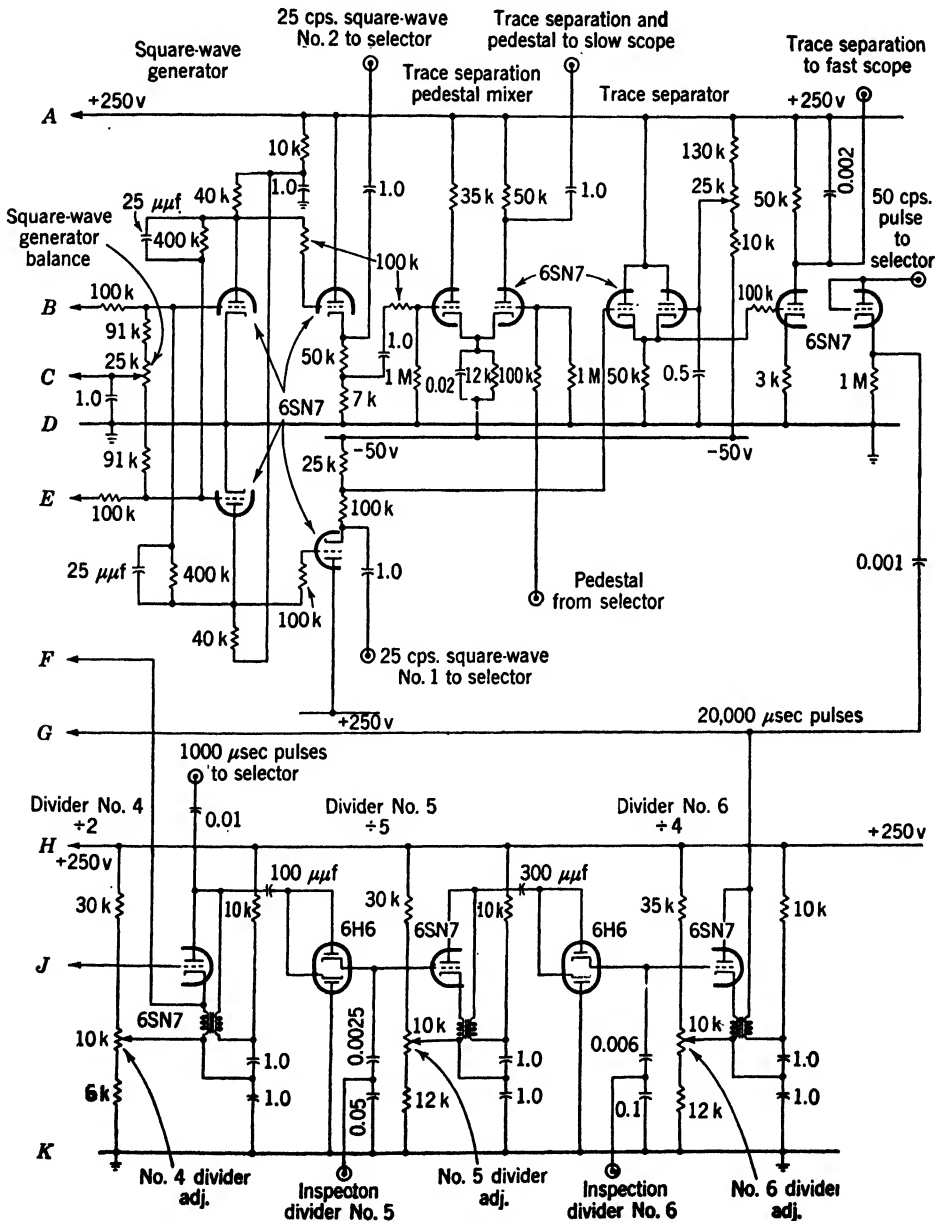 25 cps. square-wave
No. 2 to selector
Trace separation and
pedestal to slow scope
Square-wave
generator
Trace separation
pedestal mixer
Trace separator
Trace separation
to fast scope
A
+250 v
+250 v
10 k
130 k
0.002
40 k
1.0
1.0
35 k
50 k
1.0
25 k
50 k
50 cps.
pulse
to
selector
25 μμf
400 k
Square-wave
generator
balance
100 k
10 k
6SN7
100 k
B
100 k
91 k
1.0
6SN7
25 k
C
50 k
1 M
0.02
12 k
100 k
1 M
50 k
0.5
3 k
1 M
1.0
6SN7
7 k
D
91 k
-50 v
-50 v
25 k
E
100 k
100 k
0.001
25 μμf
400 k
1.0
Pedestal
from selector
100 k
40 k
F
25 cps. square-wave
No. 1 to selector
+250 v
G
20,000 μsec pulses
1000 μsec pulses
to selector
Divider No. 4
÷2
0.01
Divider No. 5
÷5
Divider No. 6
÷4
H
+250 v
+250 v
100 μμf
300 μμf
30 k
10 k
30 k
10 k
35 k
10 k
6H6
6SN7
6H6
6SN7
J
6SN7
10 k
10 k
10 k
0.0025
0.006
1.0
1.0
1.0
6 k
1.0
0.05
12 k
1.0
0.1
12 k
1.0
K
No. 4 divider
adj.
Inspecton
divider No. 5
No. 5 divider
adj.
Inspection
divider No. 6
No. 6 divider
adj.